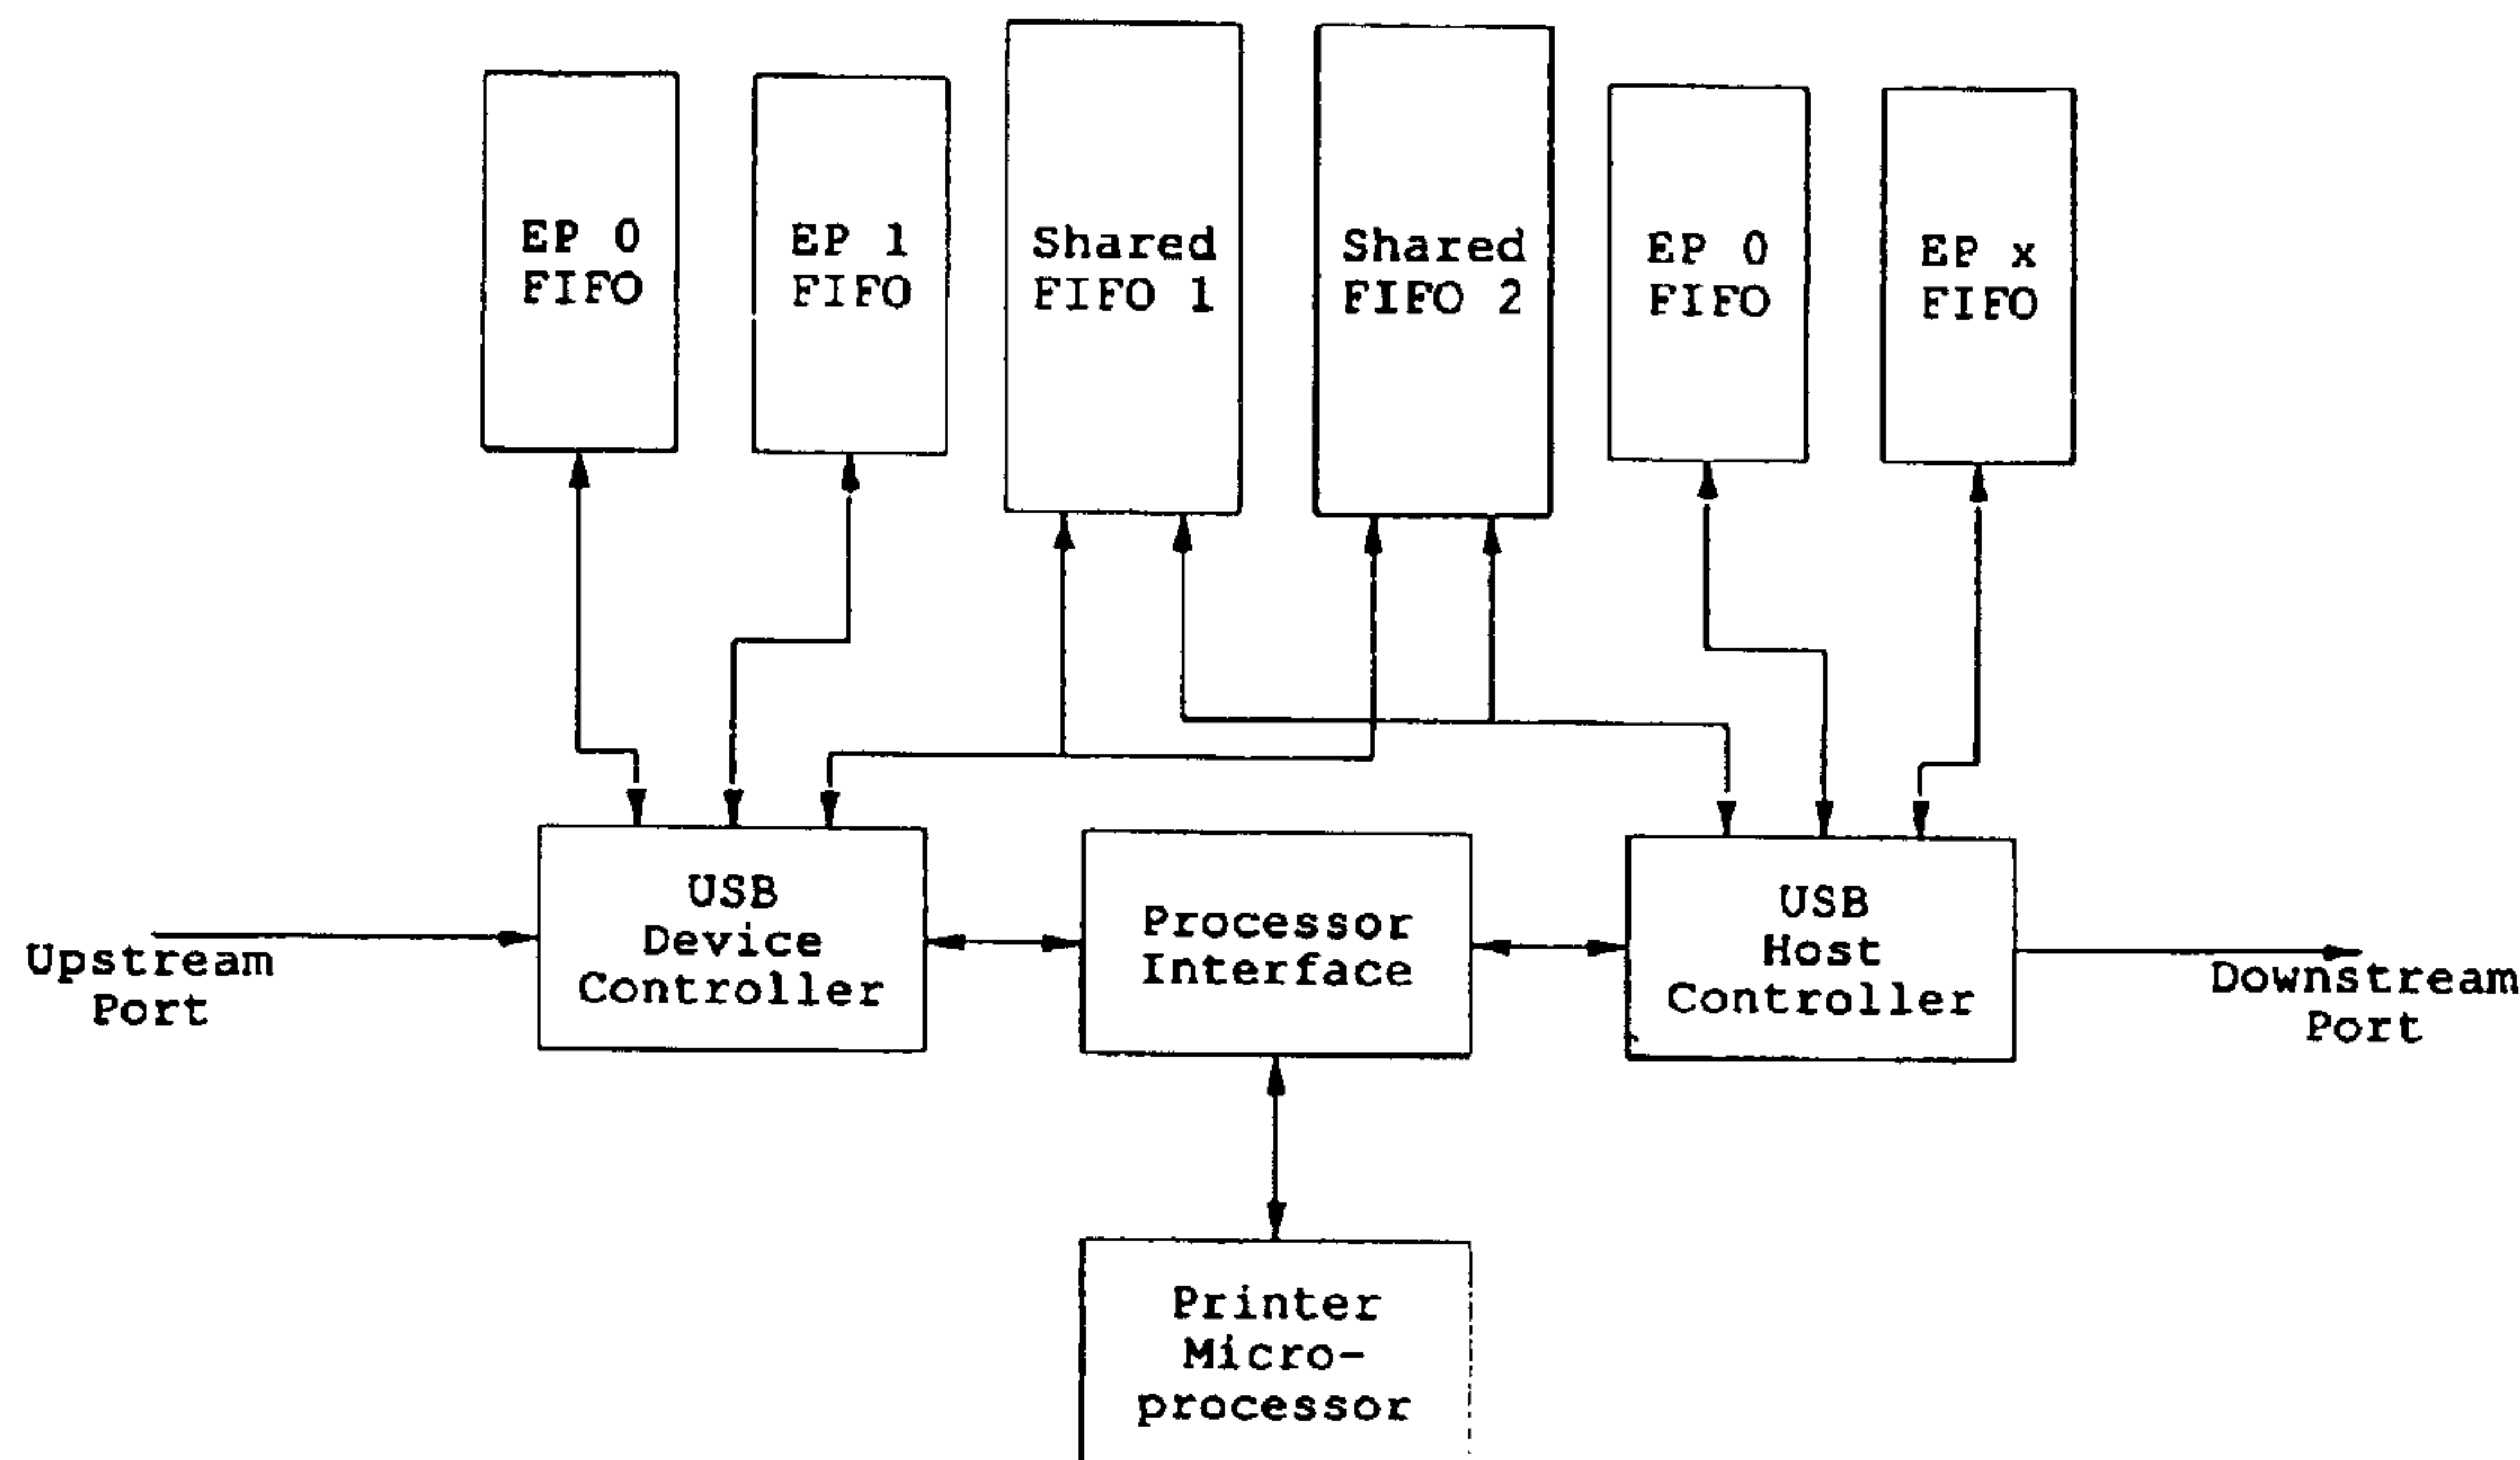 EP 0
FIFO
EP 1
FIFO
Shared
FIFO 1
Shared
FIFO 2
EP 0
FIFO
EP x
FIFO
Upstream
Port
USB
Device
Controller
Processor
Interface
USB
Host
Controller
Downstream
Port
Printer
Micro-
processor